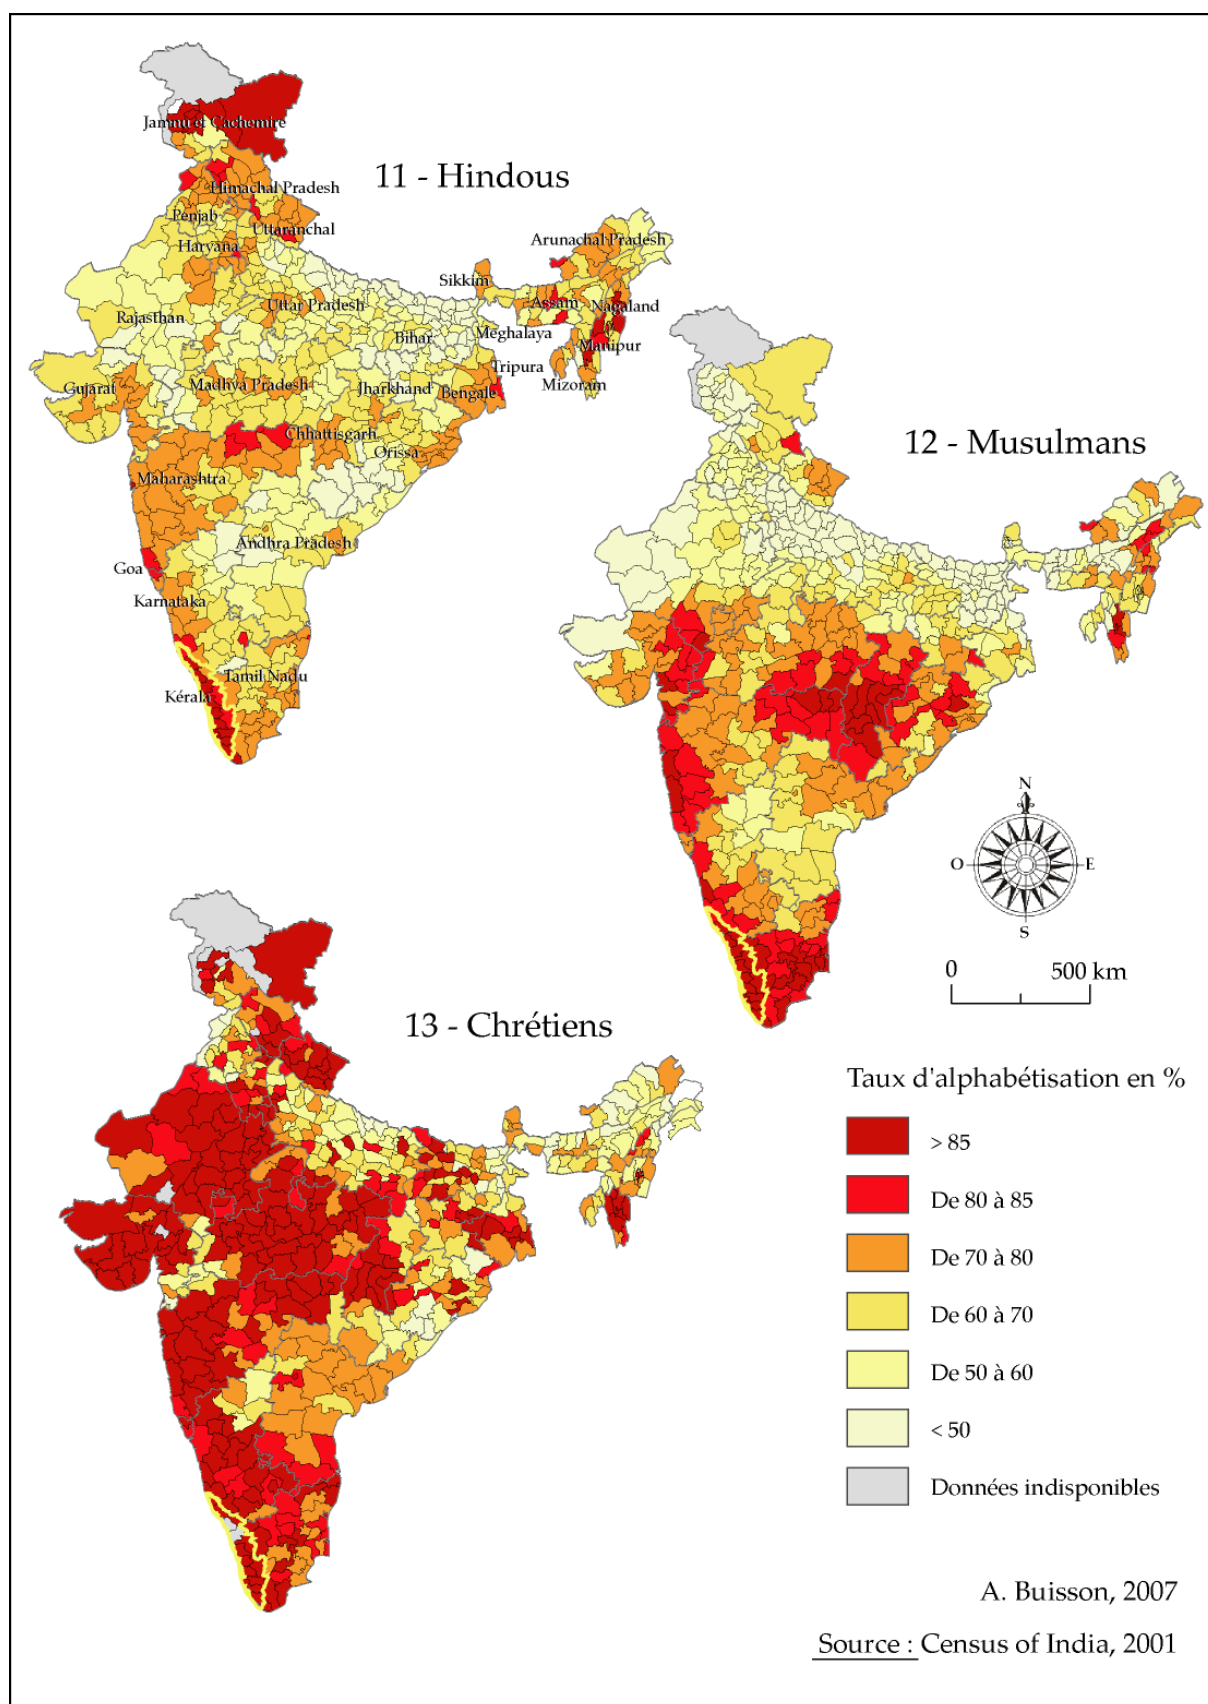 Jammu et Cachemire
11 - Hindous
Himachal Pradesh
Penjab
Uttaranchal
Haryana
Arunachal Pradesh
Sikkim
Uttar Pradesh
Assam
Nagaland
Rajasthan
Bihar
Meghalaya
Manipur
Tripura
Gujarat
Madhya Pradesh
Jharkhand
Bengale
Mizoram
Chhattisgarh
Orissa
Maharashtra
Andhra Pradesh
Goa
Karnataka
Tamil Nadu
Kérala
12 - Musulmans
N
O
E
S
0
500 km
13 - Chrétiens
Taux d'alphabétisation en %
> 85
De 80 à 85
De 70 à 80
De 60 à 70
De 50 à 60
< 50
Données indisponibles
A. Buisson, 2007
Source : Census of India, 2001